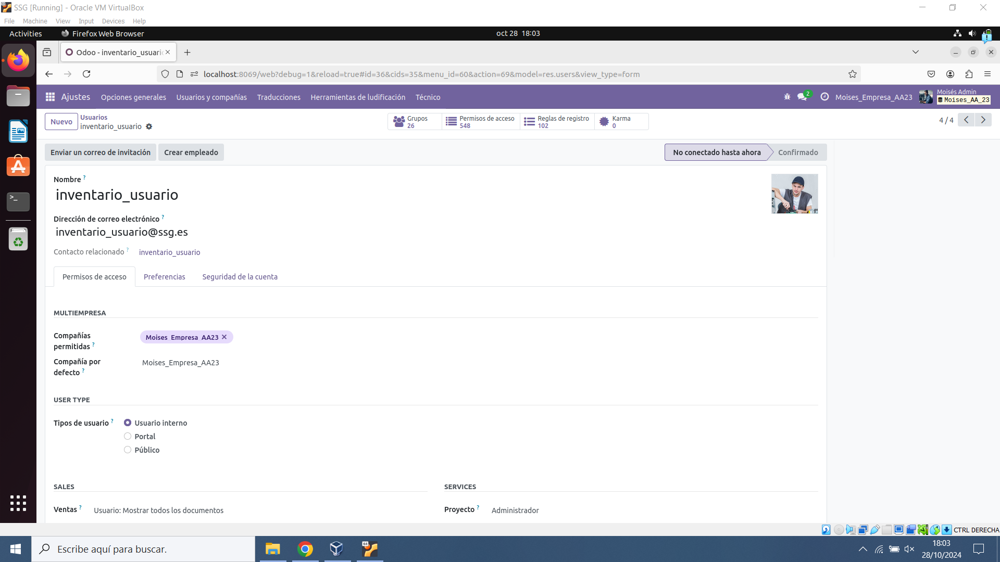 SSG [Running] - Oracle VM VirtualBox
File Machine View Input Devices Help
Activities Firefox Web Browser oct 28 18:03
Odoo - inventario_usuari
localhost:8069/web?debug=1&reload=true#id=36&cids=35&menu_id=60&action=69&model=res.users&view_type=form
Ajustes Opciones generales Usuarios y compañías Traducciones Herramientas de ludificación Técnico 2 Moises_Empresa_AA23 Moisés Admin
Moises_AA_23
Nuevo Usuarios
inventario_usuario
Grupos
26
Permisos de acceso
548
Reglas de registro
102
Karma
0
4 / 4
Enviar un correo de invitación Crear empleado No conectado hasta ahora Confirmado
Nombre ?
inventario_usuario
Dirección de correo electrónico ?
inventario_usuario@ssg.es
Contacto relacionado ? inventario_usuario
Permisos de acceso Preferencias Seguridad de la cuenta
MULTIEMPRESA
Compañías permitidas ? Moises_Empresa_AA23
Compañía por defecto ? Moises_Empresa_AA23
USER TYPE
Tipos de usuario ? Usuario interno
Portal
Público
SALES SERVICES
Ventas ? Usuario: Mostrar todos los documentos Proyecto ? Administrador
CTRL DERECHA
Escribe aquí para buscar.
64
18:03
28/10/2024